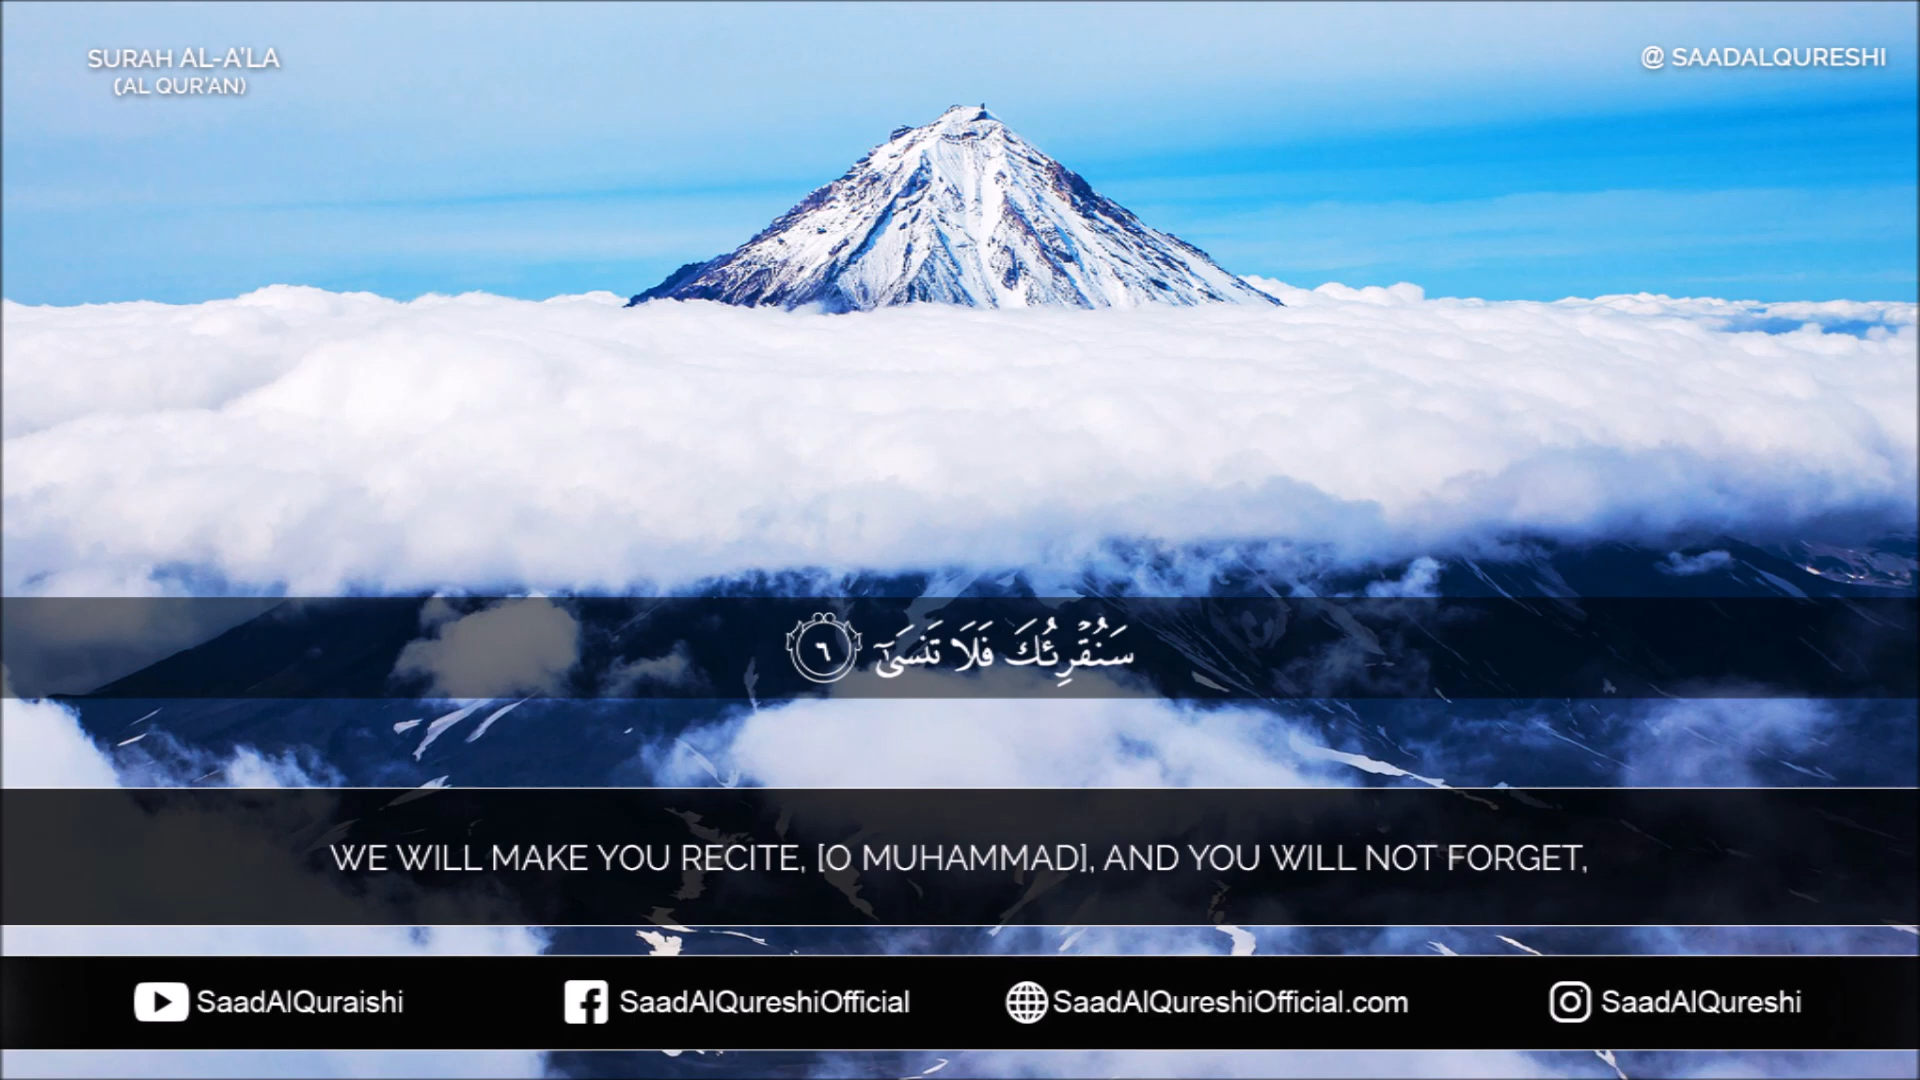 SURAH AL-A'LA
(AL QUR'AN)
@ SAADALQURESHI
سَنُقْرِئُكَ فَلَا تَنسَىٰٓ ٦
WE WILL MAKE YOU RECITE, [O MUHAMMAD], AND YOU WILL NOT FORGET,
SaadAlQuraishi
SaadAlQureshiOfficial
SaadAlQureshiOfficial.com
SaadAlQureshi